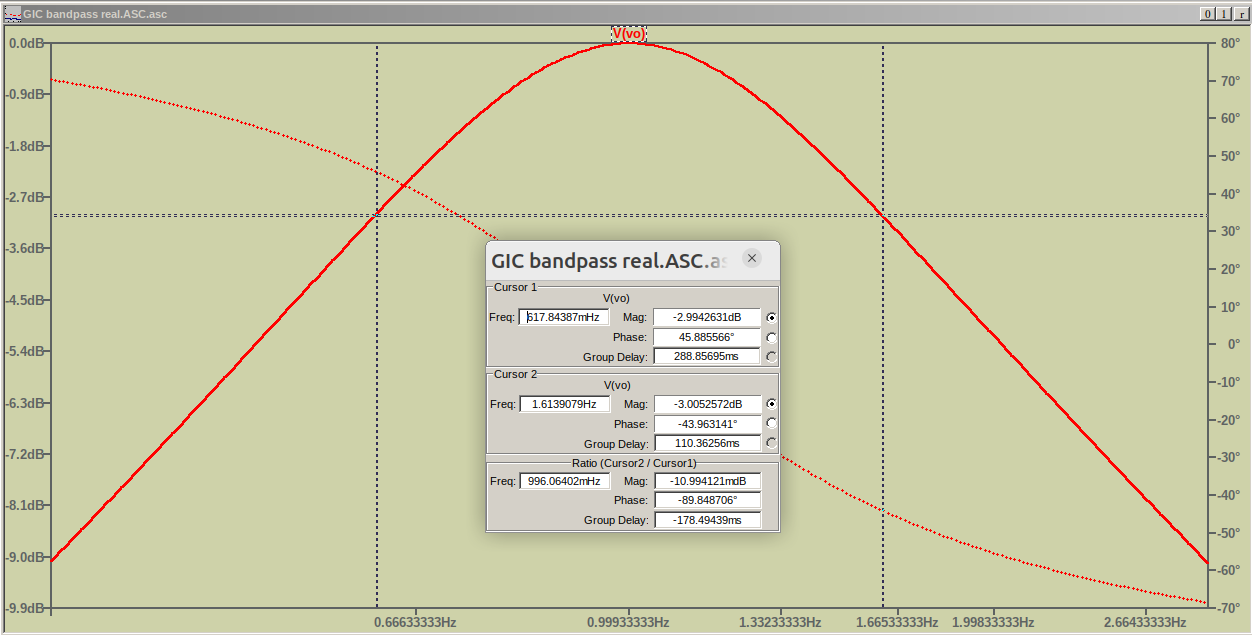 GIC bandpass real.ASC.asc
V(vo)
0.0dB
-0.9dB
-1.8dB
-2.7dB
-3.6dB
-4.5dB
-5.4dB
-6.3dB
-7.2dB
-8.1dB
-9.0dB
-9.9dB
80°
70°
60°
50°
40°
30°
20°
10°
0°
-10°
-20°
-30°
-40°
-50°
-60°
-70°
GIC bandpass real.ASC.as
Cursor 1
V(vo)
Freq: 617.84387mHz Mag: -2.9942631dB
Phase: 45.885566°
Group Delay: 288.85695ms
Cursor 2
V(vo)
Freq: 1.6139079Hz Mag: -3.0052572dB
Phase: -43.963141°
Group Delay: 110.36256ms
Ratio (Cursor2 / Cursor1)
Freq: 996.06402mHz Mag: -10.994121mdB
Phase: -89.848706°
Group Delay: -178.49439ms
0.66633333Hz 0.99933333Hz 1.33233333Hz 1.66533333Hz 1.99833333Hz 2.66433333Hz